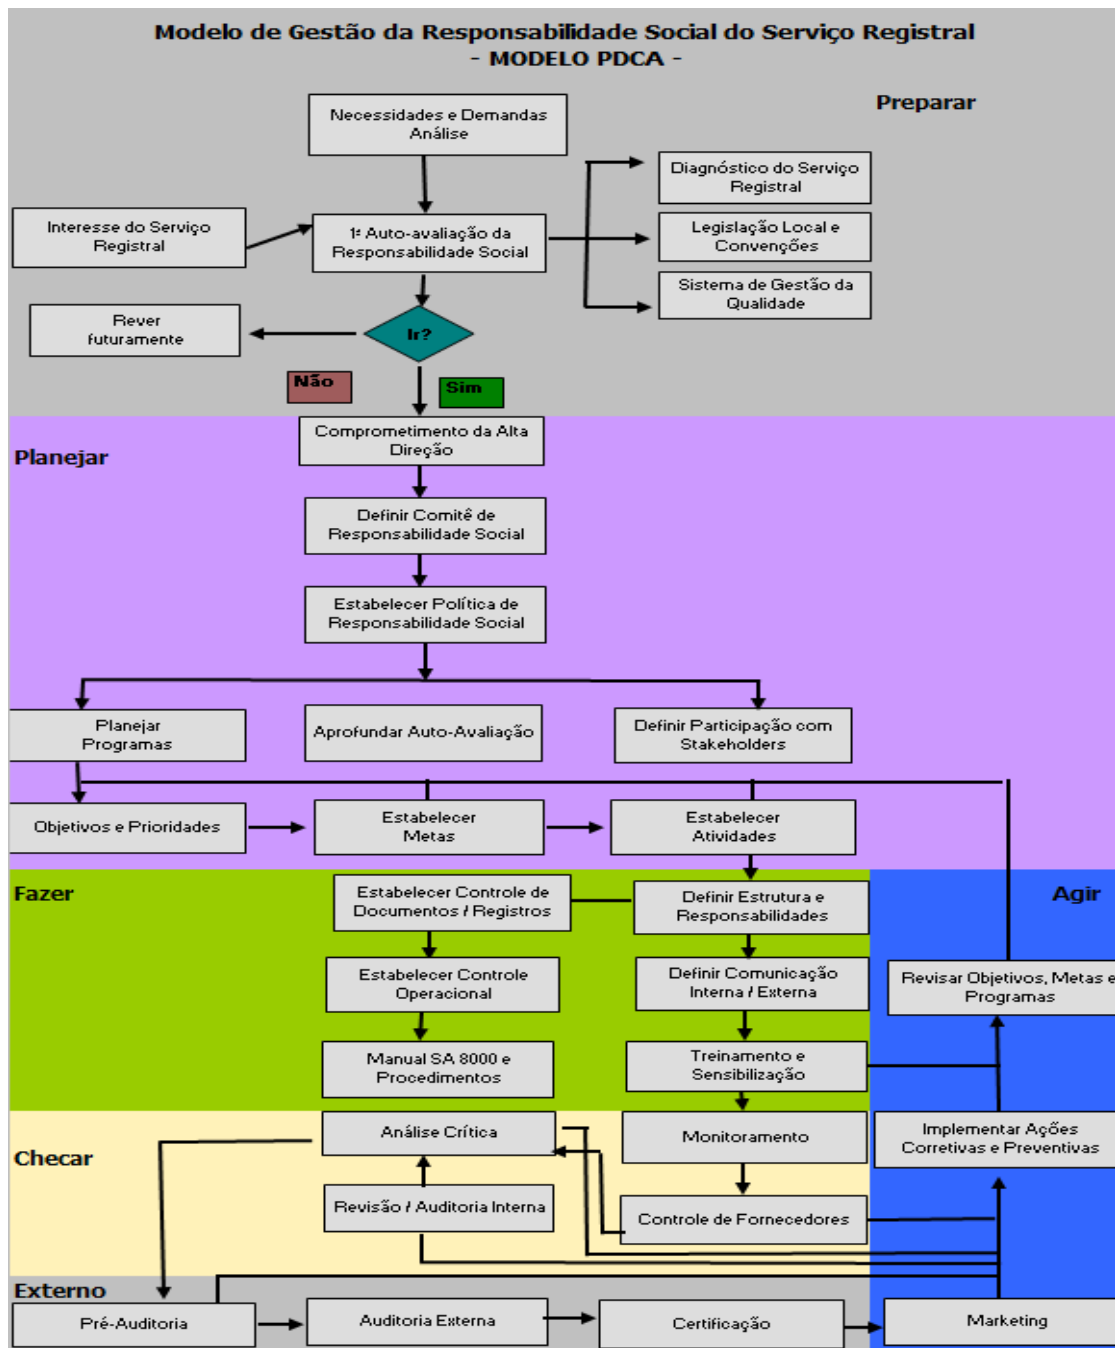 Modelo de Gestão da Responsabilidade Social do Serviço Registral
- MODELO PDCA -
Preparar
Necessidades e Demandas
Análise
Diagnóstico do Serviço
Registral
Interesse do Serviço
Registral
1ª Auto-avaliação da
Responsabilidade Social
Legislação Local e
Convenções
Sistema de Gestão da
Qualidade
Rever
futuramente
Ir?
Não
Sim
Planejar
Comprometimento da Alta
Direção
Definir Comitê de
Responsabilidade Social
Estabelecer Política de
Responsabilidade Social
Planejar
Programas
Aprofundar Auto-Avaliação
Definir Participação com
Stakeholders
Objetivos e Prioridades
Estabelecer
Metas
Estabelecer
Atividades
Fazer
Agir
Estabelecer Controle de
Documentos / Registros
Definir Estrutura e
Responsabilidades
Estabelecer Controle
Operacional
Definir Comunicação
Interna / Externa
Revisar Objetivos, Metas e
Programas
Manual SA 8000 e
Procedimentos
Treinamento e
Sensibilização
Checar
Análise Crítica
Monitoramento
Implementar Ações
Corretivas e Preventivas
Revisão / Auditoria Interna
Controle de Fornecedores
Externo
Pré-Auditoria
Auditoria Externa
Certificação
Marketing